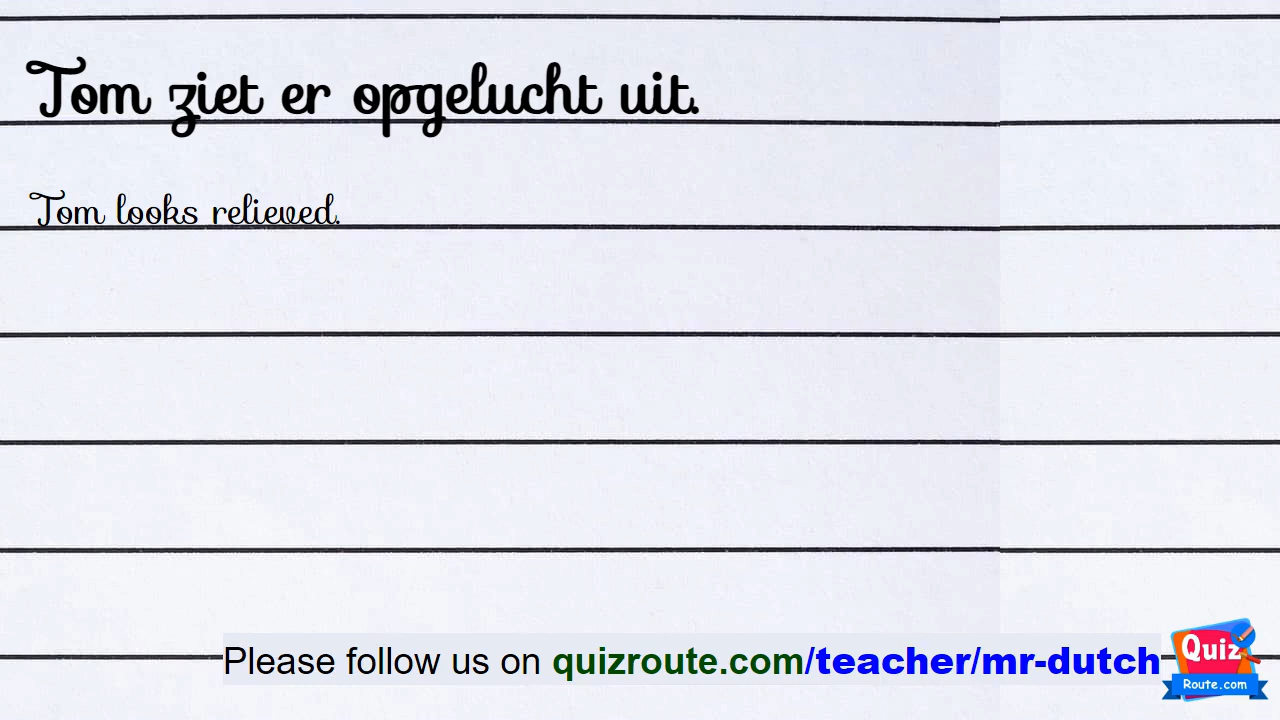 Tom ziet er opgelucht uit.
Tom looks relieved.
Please follow us on quizroute.com/teacher/mr-dutch
Quiz
Route.com